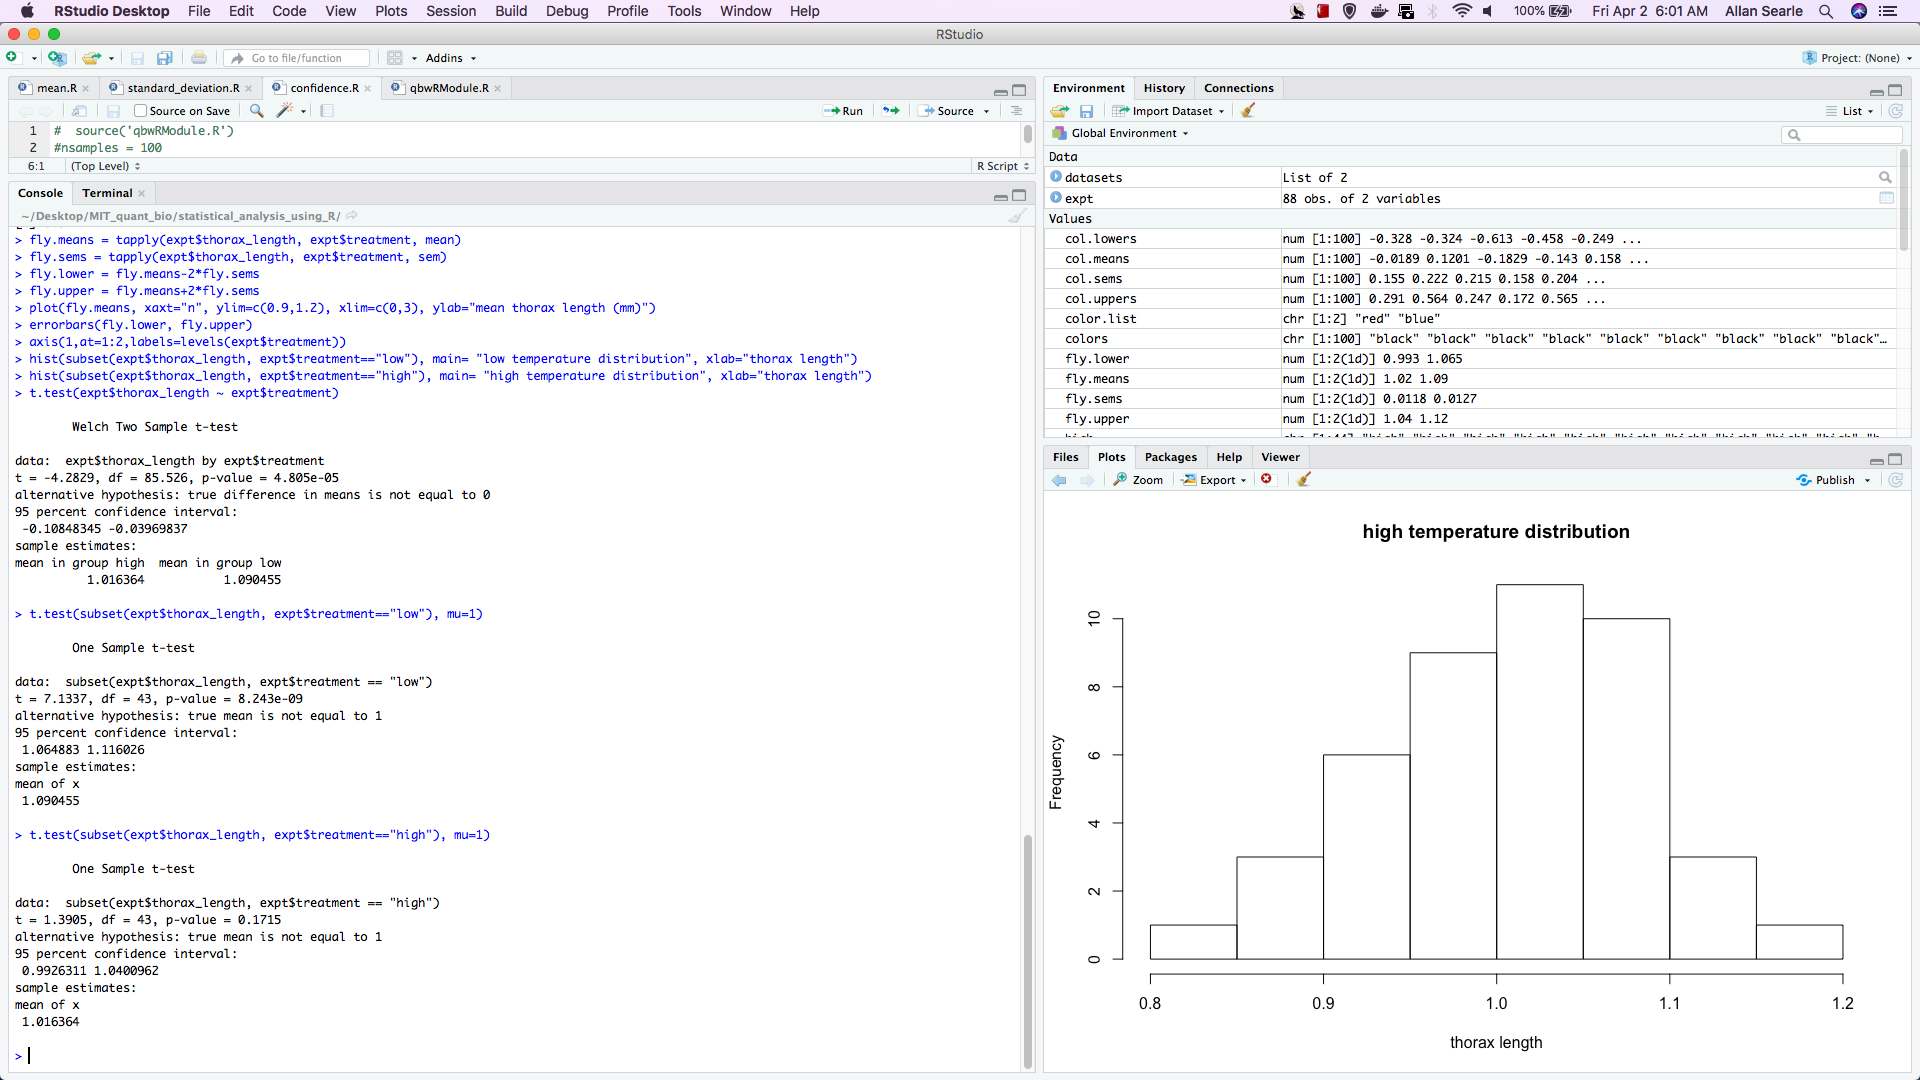 RStudio Desktop File Edit Code View Plots Session Build Debug Profile Tools Window Help 100% Fri Apr 2 6:01 AM Allan Searle
RStudio
Go to file/function Addins Project: (None)
mean.R standard_deviation.R confidence.R qbwRModule.R
Source on Save Run Source
1 # source('qbwRModule.R')
2 #nsamples = 100
6:1 (Top Level) R Script
Console Terminal
~/Desktop/MIT_quant_bio/statistical_analysis_using_R/
> fly.means = tapply(expt$thorax_length, expt$treatment, mean)
> fly.sems = tapply(expt$thorax_length, expt$treatment, sem)
> fly.lower = fly.means-2*fly.sems
> fly.upper = fly.means+2*fly.sems
> plot(fly.means, xaxt="n", ylim=c(0.9,1.2), xlim=c(0,3), ylab="mean thorax length (mm)")
> errorbars(fly.lower, fly.upper)
> axis(1,at=1:2,labels=levels(expt$treatment))
> hist(subset(expt$thorax_length, expt$treatment=="low"), main= "low temperature distribution", xlab="thorax length")
> hist(subset(expt$thorax_length, expt$treatment=="high"), main= "high temperature distribution", xlab="thorax length")
> t.test(expt$thorax_length ~ expt$treatment)
Welch Two Sample t-test
data: expt$thorax_length by expt$treatment
t = -4.2829, df = 85.526, p-value = 4.805e-05
alternative hypothesis: true difference in means is not equal to 0
95 percent confidence interval:
-0.10848345 -0.03969837
sample estimates:
mean in group high mean in group low
1.016364 1.090455
> t.test(subset(expt$thorax_length, expt$treatment=="low"), mu=1)
One Sample t-test
data: subset(expt$thorax_length, expt$treatment == "low")
t = 7.1337, df = 43, p-value = 8.243e-09
alternative hypothesis: true mean is not equal to 1
95 percent confidence interval:
1.064883 1.116026
sample estimates:
mean of x
1.090455
> t.test(subset(expt$thorax_length, expt$treatment=="high"), mu=1)
One Sample t-test
data: subset(expt$thorax_length, expt$treatment == "high")
t = 1.3905, df = 43, p-value = 0.1715
alternative hypothesis: true mean is not equal to 1
95 percent confidence interval:
0.9926311 1.0400962
sample estimates:
mean of x
1.016364
>
Environment History Connections
Import Dataset List
Global Environment
Data
datasets List of 2
expt 88 obs. of 2 variables
Values
col.lowers num [1:100] -0.328 -0.324 -0.613 -0.458 -0.249 ...
col.means num [1:100] -0.0189 0.1201 -0.1829 -0.143 0.158 ...
col.sems num [1:100] 0.155 0.222 0.215 0.158 0.204 ...
col.uppers num [1:100] 0.291 0.564 0.247 0.172 0.565 ...
color.list chr [1:2] "red" "blue"
colors chr [1:100] "black" "black" "black" "black" "black" "black" "black" "black" "black"…
fly.lower num [1:2(1d)] 0.993 1.065
fly.means num [1:2(1d)] 1.02 1.09
fly.sems num [1:2(1d)] 0.0118 0.0127
fly.upper num [1:2(1d)] 1.04 1.12
Files Plots Packages Help Viewer
Zoom Export Publish
high temperature distribution
Frequency
10
8
6
4
2
0
0.8 0.9 1.0 1.1 1.2
thorax length